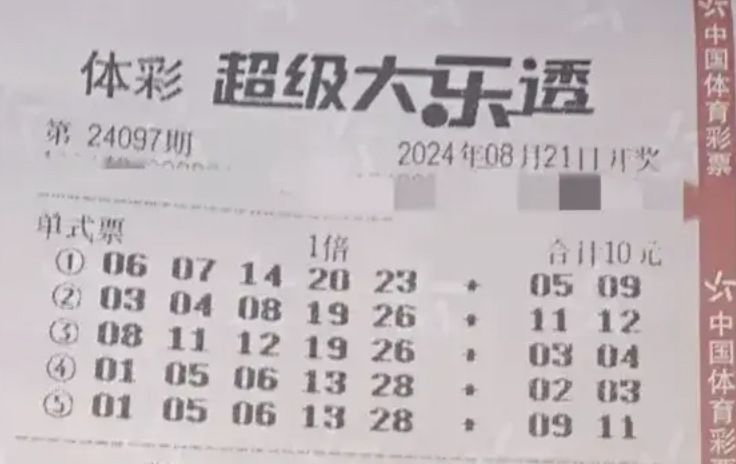 体彩 超级大乐透
第 24097期
2024年08月21日开奖
单式票 1倍 合计10元
① 06 07 14 20 23 * 05 09
② 03 04 08 19 26 * 11 12
③ 08 11 12 19 26 * 03 04
④ 01 05 06 13 28 * 02 03
⑤ 01 05 06 13 28 * 09 11
中国体育彩票
中国体育彩